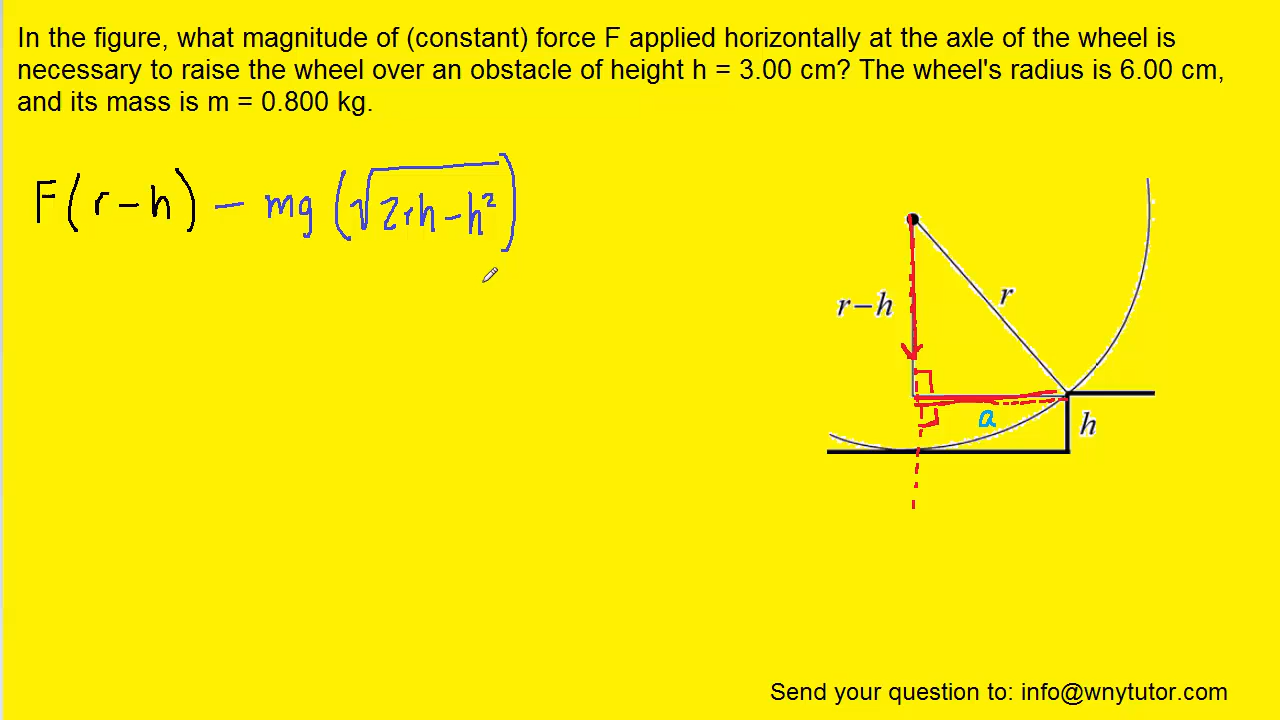 In the figure, what magnitude of (constant) force F applied horizontally at the axle of the wheel is
necessary to raise the wheel over an obstacle of height h = 3.00 cm? The wheel's radius is 6.00 cm,
and its mass is m = 0.800 kg.
F(r-h) - mg(√2rh-h²)
r
r-h
a
h
Send your question to: info@wnytutor.com